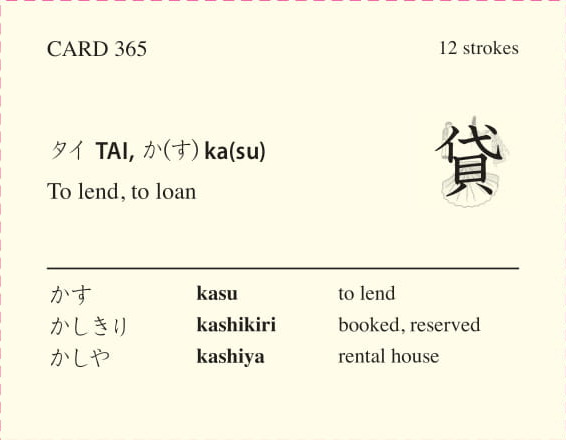 CARD 365 12 strokes
タイ TAI, か(す) ka(su)
貸
To lend, to loan
かす kasu to lend
かしきり kashikiri booked, reserved
かしや kashiya rental house